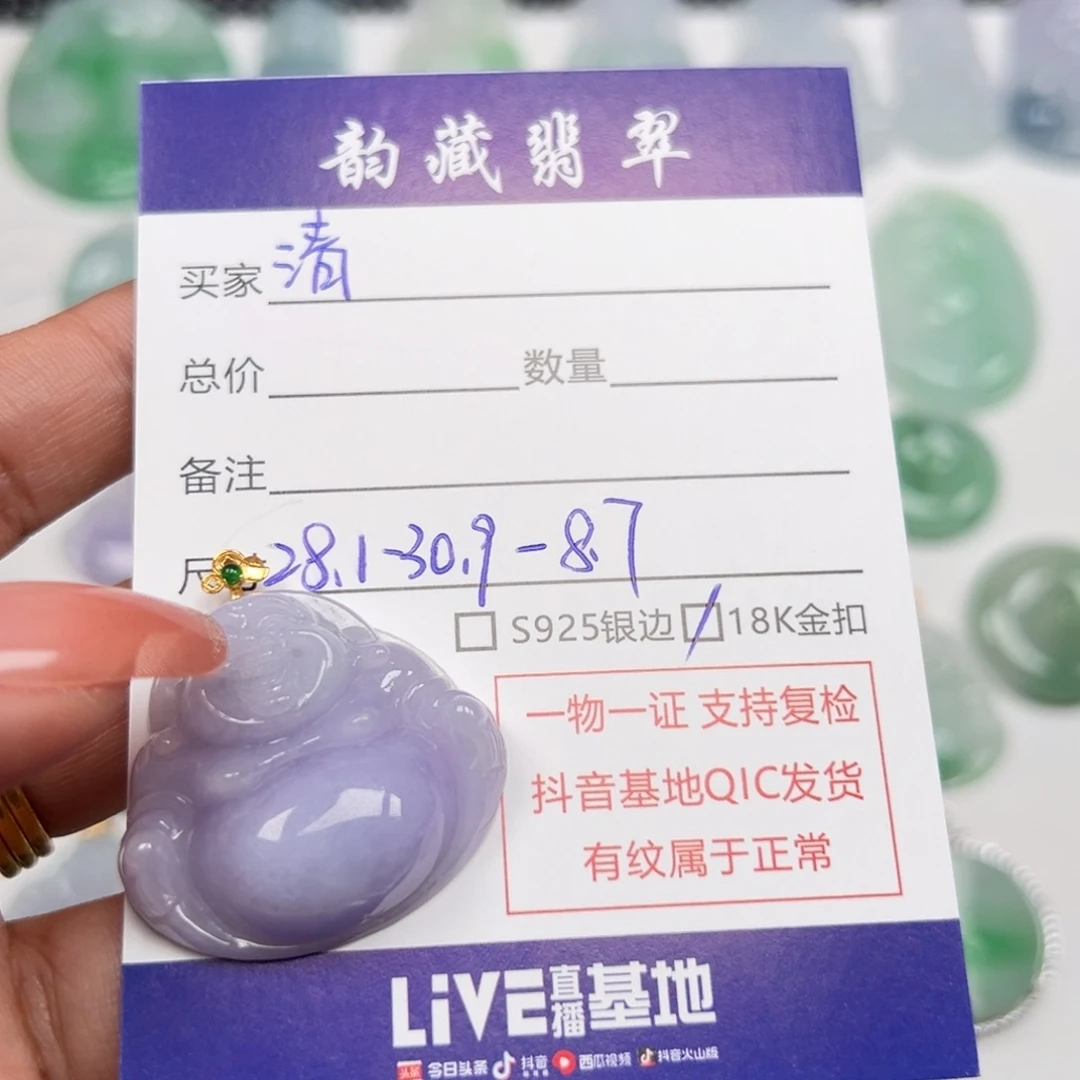 韵藏翡翠
买家 清
总价 数量
备注
尺 28.1-30.9-8.7
S925银边 18K金扣
一物一证 支持复检
抖音基地QIC发货
有纹属于正常
LiVE直播基地
头条 今日头条 抖音 西瓜视频 抖音火山版